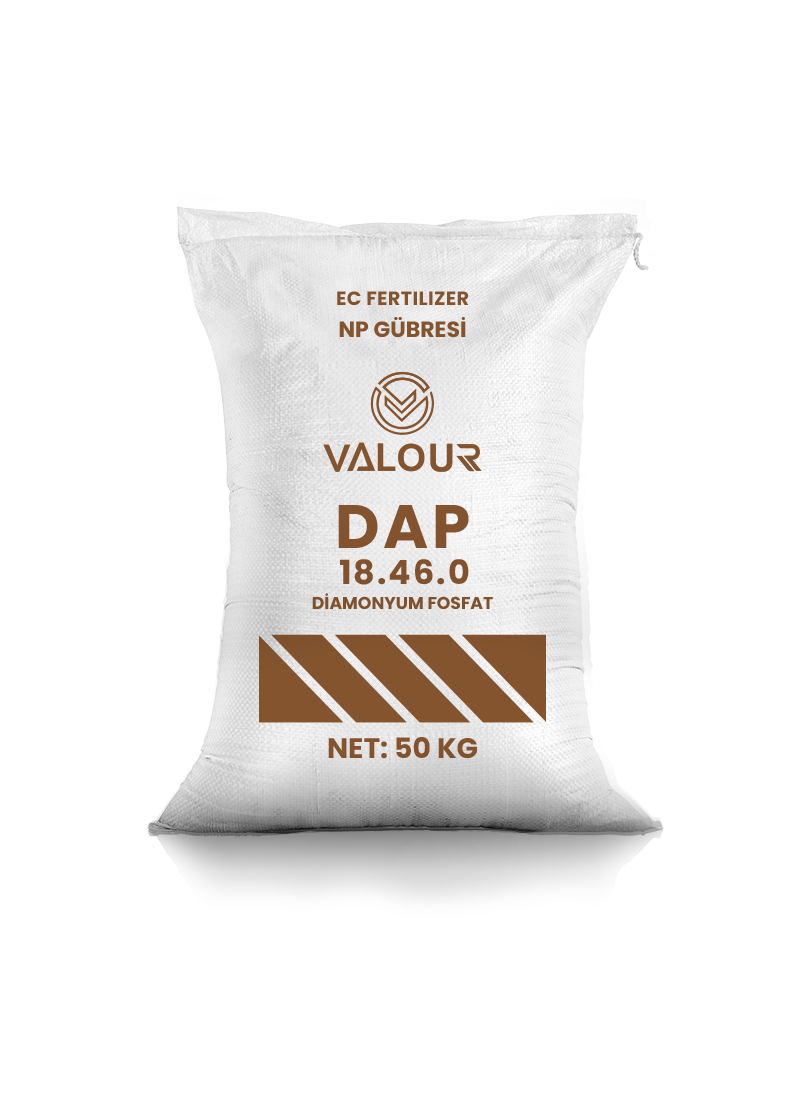 EC FERTILIZER
NP GÜBRESİ
VALOUR
DAP
18.46.0
DİAMONYUM FOSFAT
NET: 50 KG